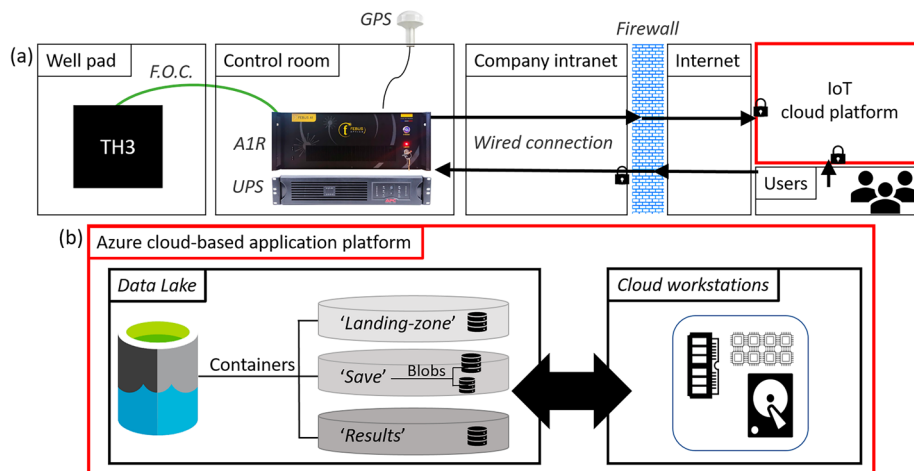 (a)
GPS
Firewall
Well pad
Control room
Company intranet
Internet
F.O.C.
IoT
cloud platform
TH3
A1R
Wired connection
UPS
Users
(b)
Azure cloud-based application platform
Data Lake
Cloud workstations
‘Landing-zone’
Containers
‘Save’
Blobs
‘Results’